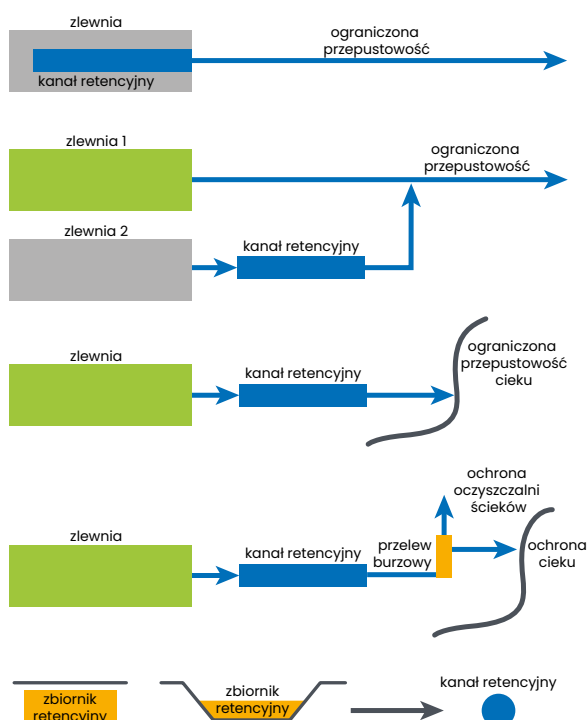 zlewnia
kanał retencyjny
ograniczona
przepustowość
zlewnia 1
ograniczona
przepustowość
zlewnia 2
kanał retencyjny
zlewnia
kanał retencyjny
ograniczona
przepustowość
cieku
zlewnia
kanał retencyjny
przelew
burzowy
ochrona
oczyszczalni
ścieków
ochrona
cieku
zbiornik
retencyjny
zbiornik
retencyjny
kanał retencyjny